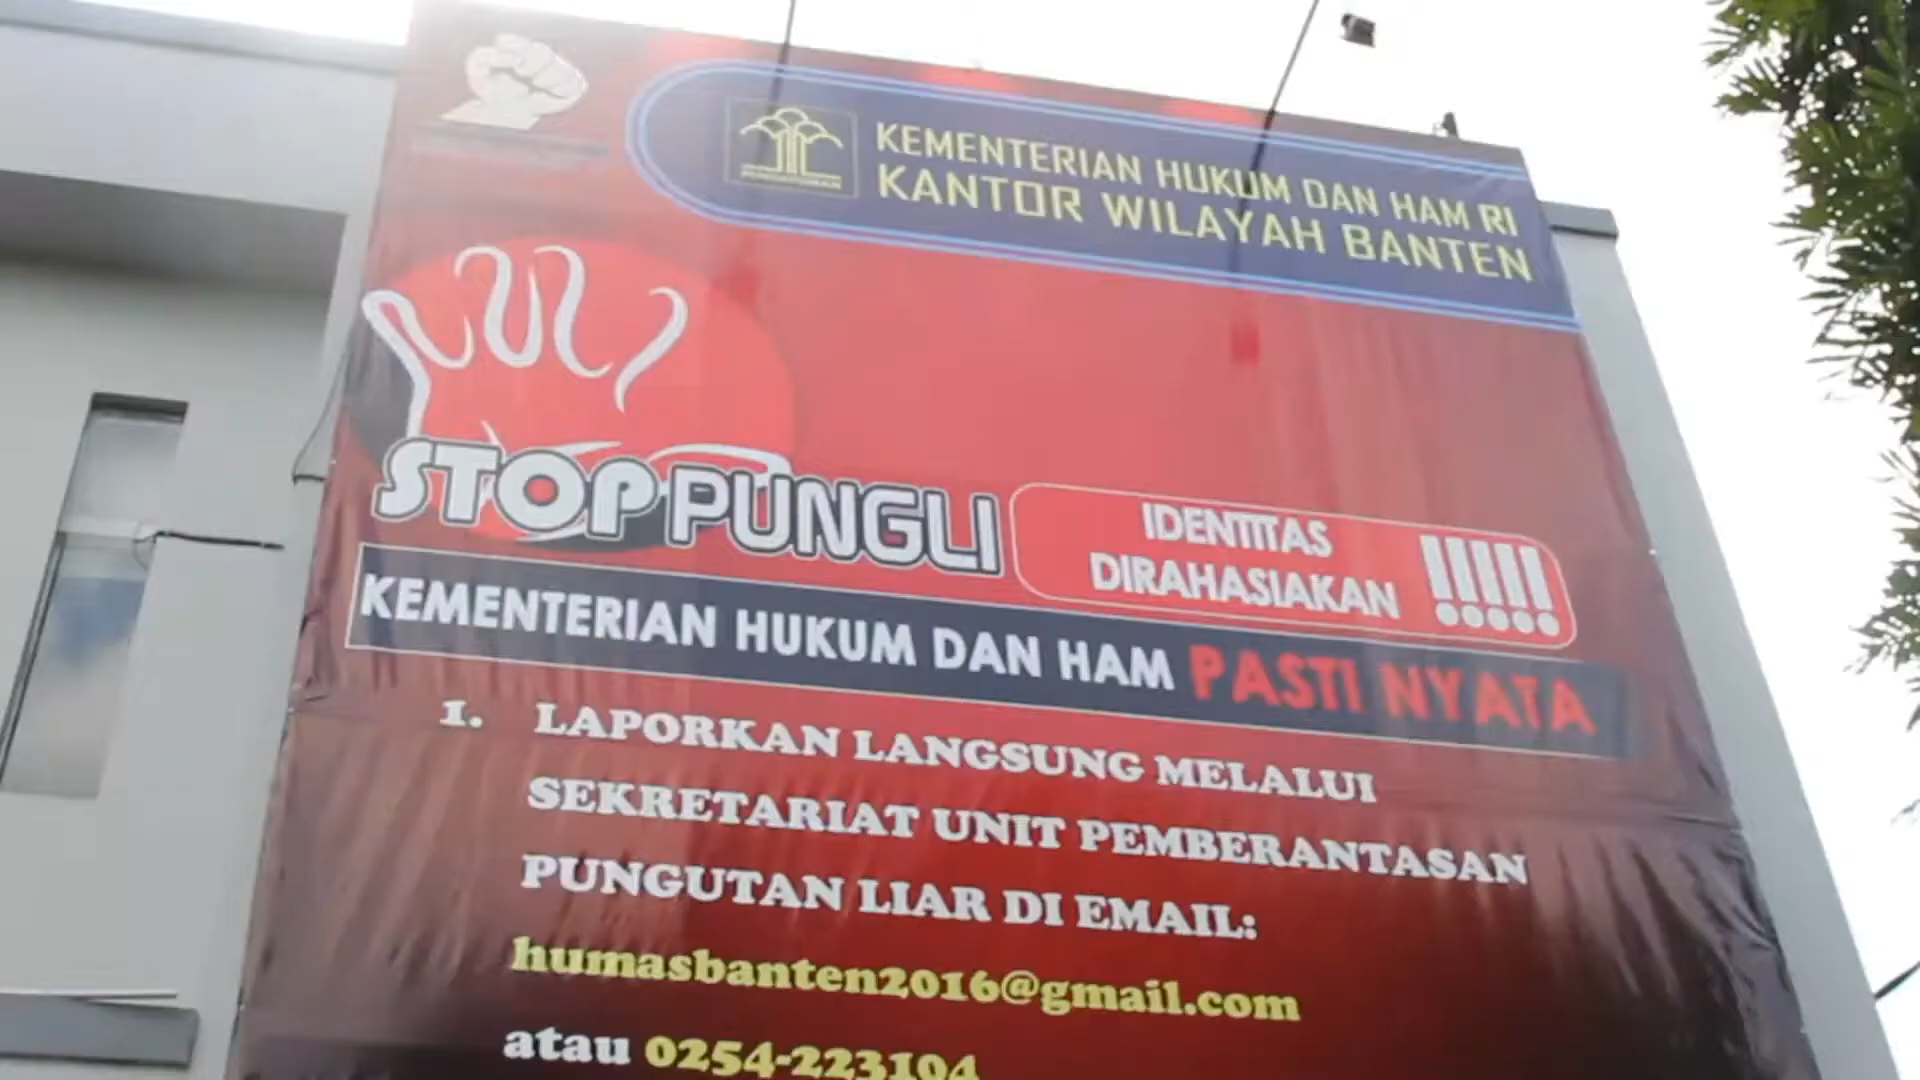 KEMENTERIAN HUKUM DAN HAM RI
KANTOR WILAYAH BANTEN
STOP PUNGLI
IDENTITAS
DIRAHASIAKAN !!!!!
KEMENTERIAN HUKUM DAN HAM PASTI NYATA
1. LAPORKAN LANGSUNG MELALUI
SEKRETARIAT UNIT PEMBERANTASAN
PUNGUTAN LIAR DI EMAIL:
humasbanten2016@gmail.com
atau 0254-223104